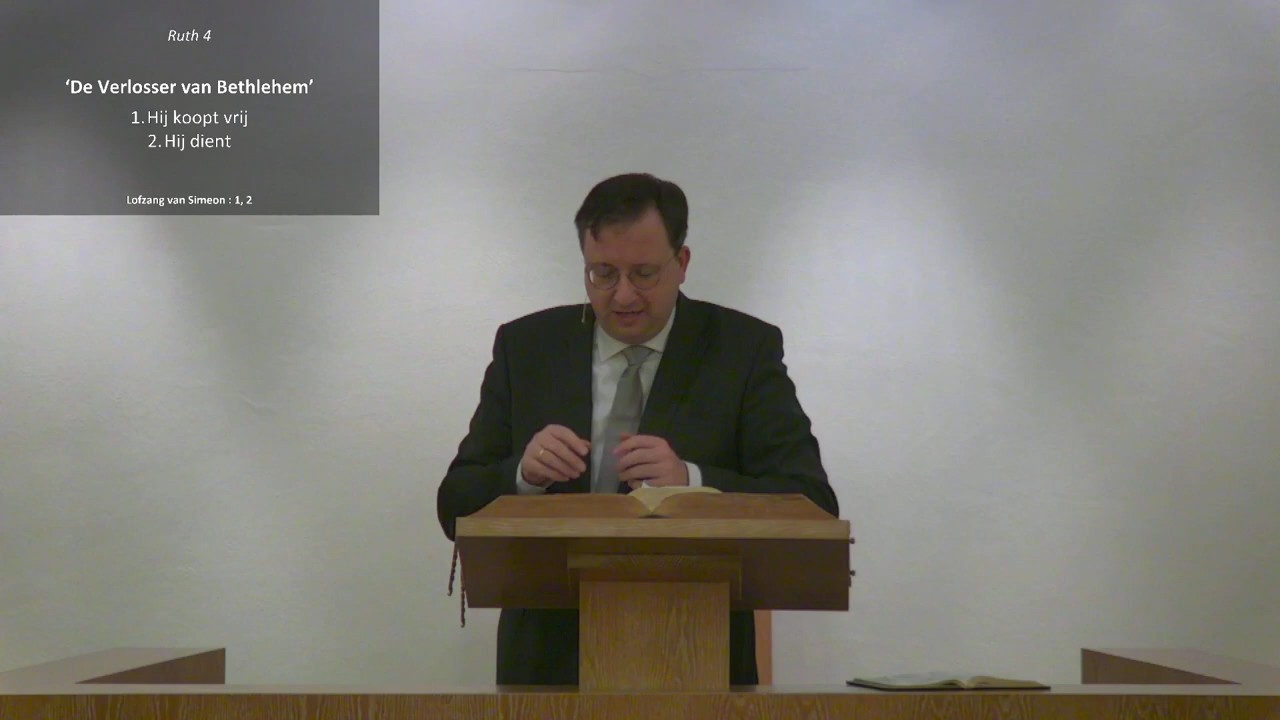 Ruth 4
‘De Verlosser van Bethlehem’
1. Hij koopt vrij
2. Hij dient
Lofzang van Simeon : 1, 2